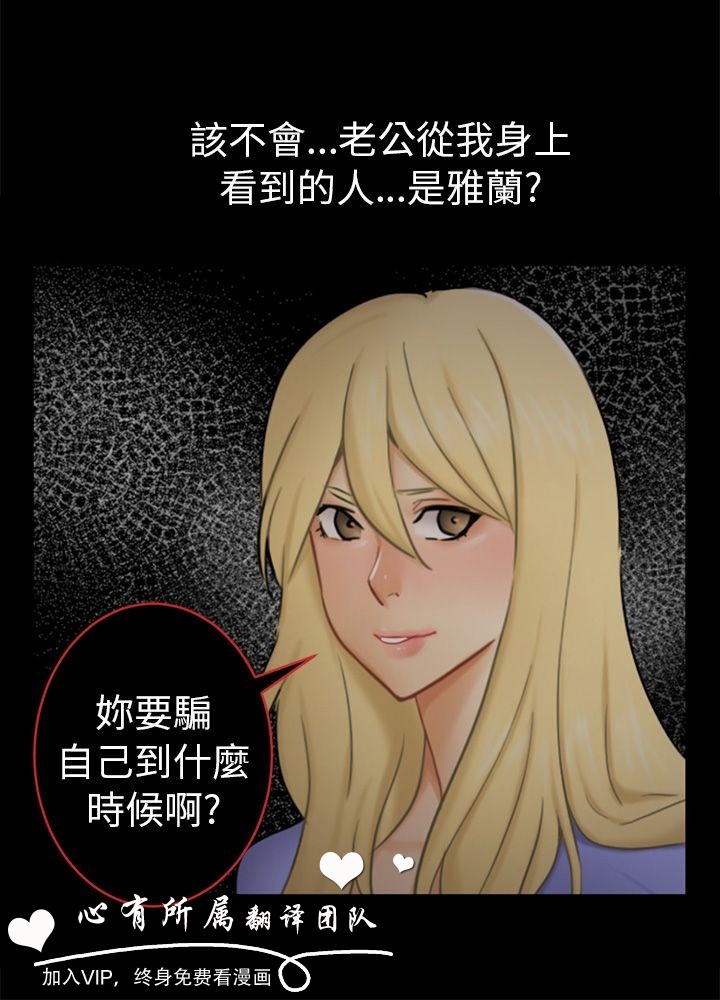 該不會...老公從我身上
看到的人...是雅蘭?
妳要騙
自己到什麼
時候啊?
心有所属翻译团队
加入VIP，终身免费看漫画